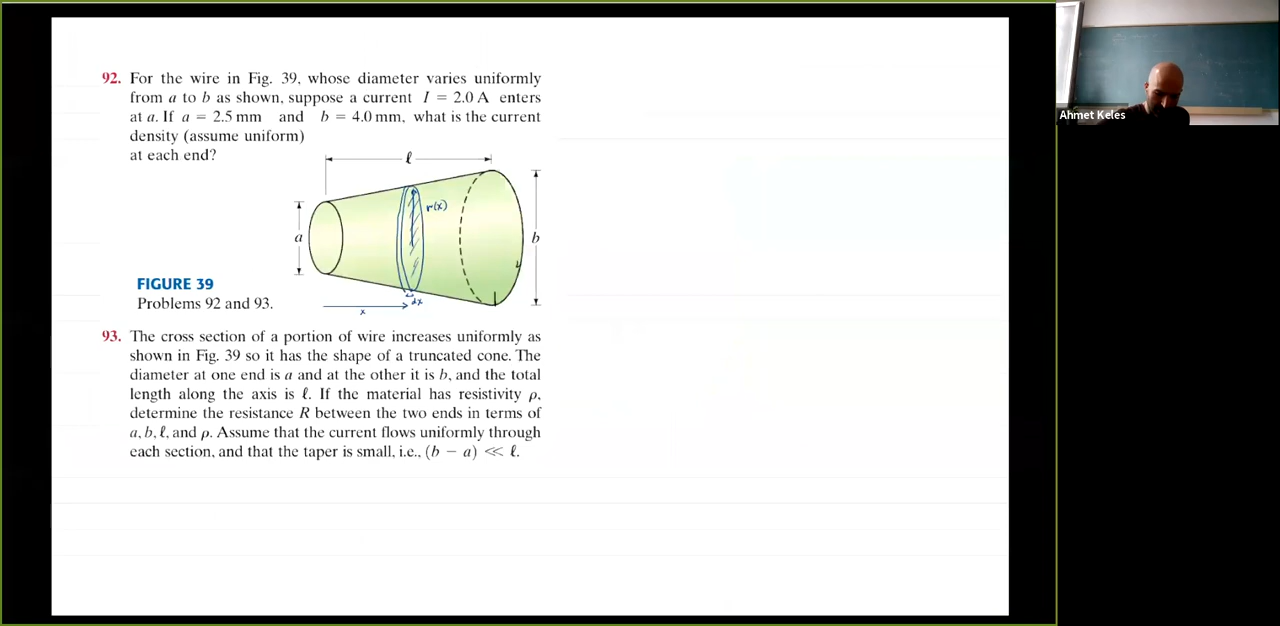 92. For the wire in Fig. 39, whose diameter varies uniformly
from a to b as shown, suppose a current I = 2.0 A enters
at a. If a = 2.5 mm and b = 4.0 mm, what is the current
density (assume uniform)
at each end?
ℓ
r(x)
a
b
dx
x
FIGURE 39
Problems 92 and 93.
93. The cross section of a portion of wire increases uniformly as
shown in Fig. 39 so it has the shape of a truncated cone. The
diameter at one end is a and at the other it is b, and the total
length along the axis is ℓ. If the material has resistivity ρ,
determine the resistance R between the two ends in terms of
a, b, ℓ, and ρ. Assume that the current flows uniformly through
each section, and that the taper is small, i.e., (b − a) ≪ ℓ.
Ahmet Keles